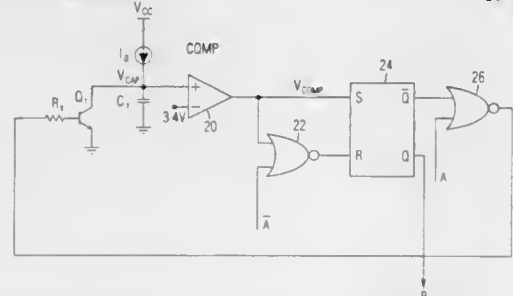 V_CC
COMP
24
26
I_B
V_CAP
Q_1
V_COMP
+
S
Q̅
R_1
C_1
−
3.4V
20
22
R
Q
A
A̅
B